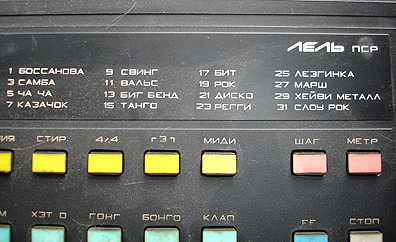 ЛЕЛЬ ПСР
1 БОССАНОВА 9 СВИНГ 17 БИТ 25 ЛЕЗГИНКА
3 САМБА 11 ВАЛЬС 19 РОК 27 МАРШ
5 ЧА ЧА 13 БИГ БЕНД 21 ДИСКО 29 ХЕЙВИ МЕТАЛЛ
7 КАЗАЧОК 15 ТАНГО 23 РЕГГИ 31 СЛОУ РОК
СТИР 4/4 МИДИ ШАГ МЕТР
ХЭТ О ГОНГ БОНГО КЛАП FF СТОП